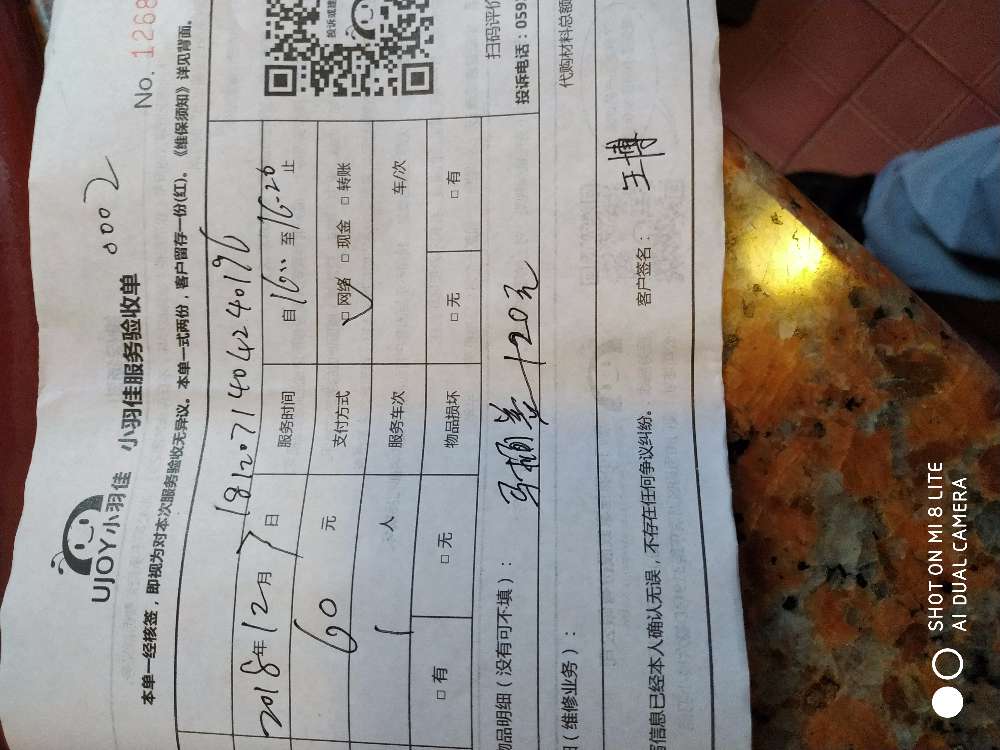 UJOY小羽佳 小羽佳服务验收单 0002
No. 1268
本单一经核签，即视为对本次服务验收无异议。本单一式两份，客户留存一份(红)。《维保须知》详见背面。
1812071404240196
2018年12月7日 服务时间 自16:00至16:20止
60元 支付方式 □网络 □现金 □转账
1人 服务车次 车/次
□有 □无 物品损坏 □无 □有
物品明细（没有可不填）： 马桶盖 120元
扫码评价
投诉电话：059
（维修业务）：
代购材料总额
信息已经本人确认无误，不存在任何争议纠纷。 客户签名： 王博
SHOT ON MI 8 LITE
AI DUAL CAMERA